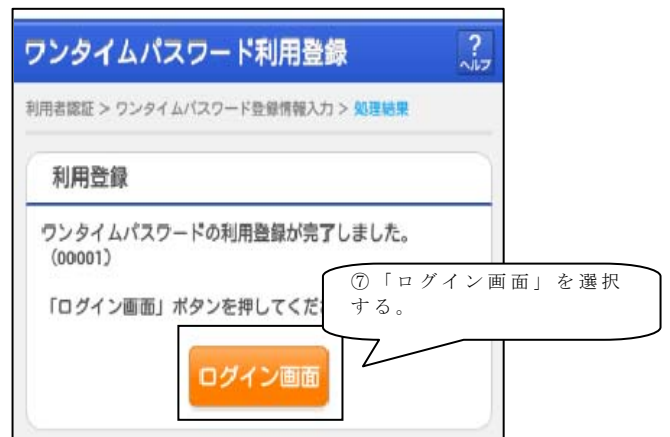 ワンタイムパスワード利用登録
?
ヘルプ
利用者認証 > ワンタイムパスワード登録情報入力 > 処理結果
利用登録
ワンタイムパスワードの利用登録が完了しました。
(00001)
「ログイン画面」ボタンを押してくだ
⑦「ログイン画面」を選択
する。
ログイン画面